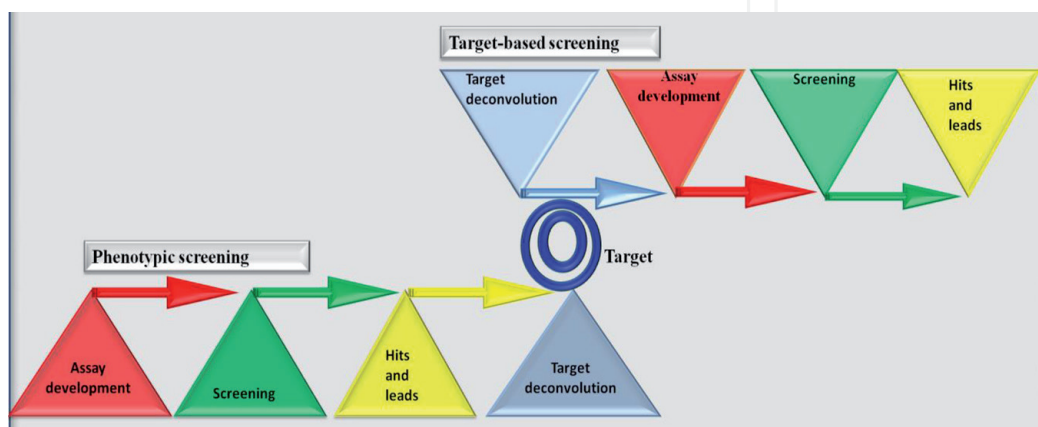 Target-based screening
Target
deconvolution
Assay
development
Screening
Hits
and
leads
Target
Phenotypic screening
Assay
development
Screening
Hits
and
leads
Target
deconvolution